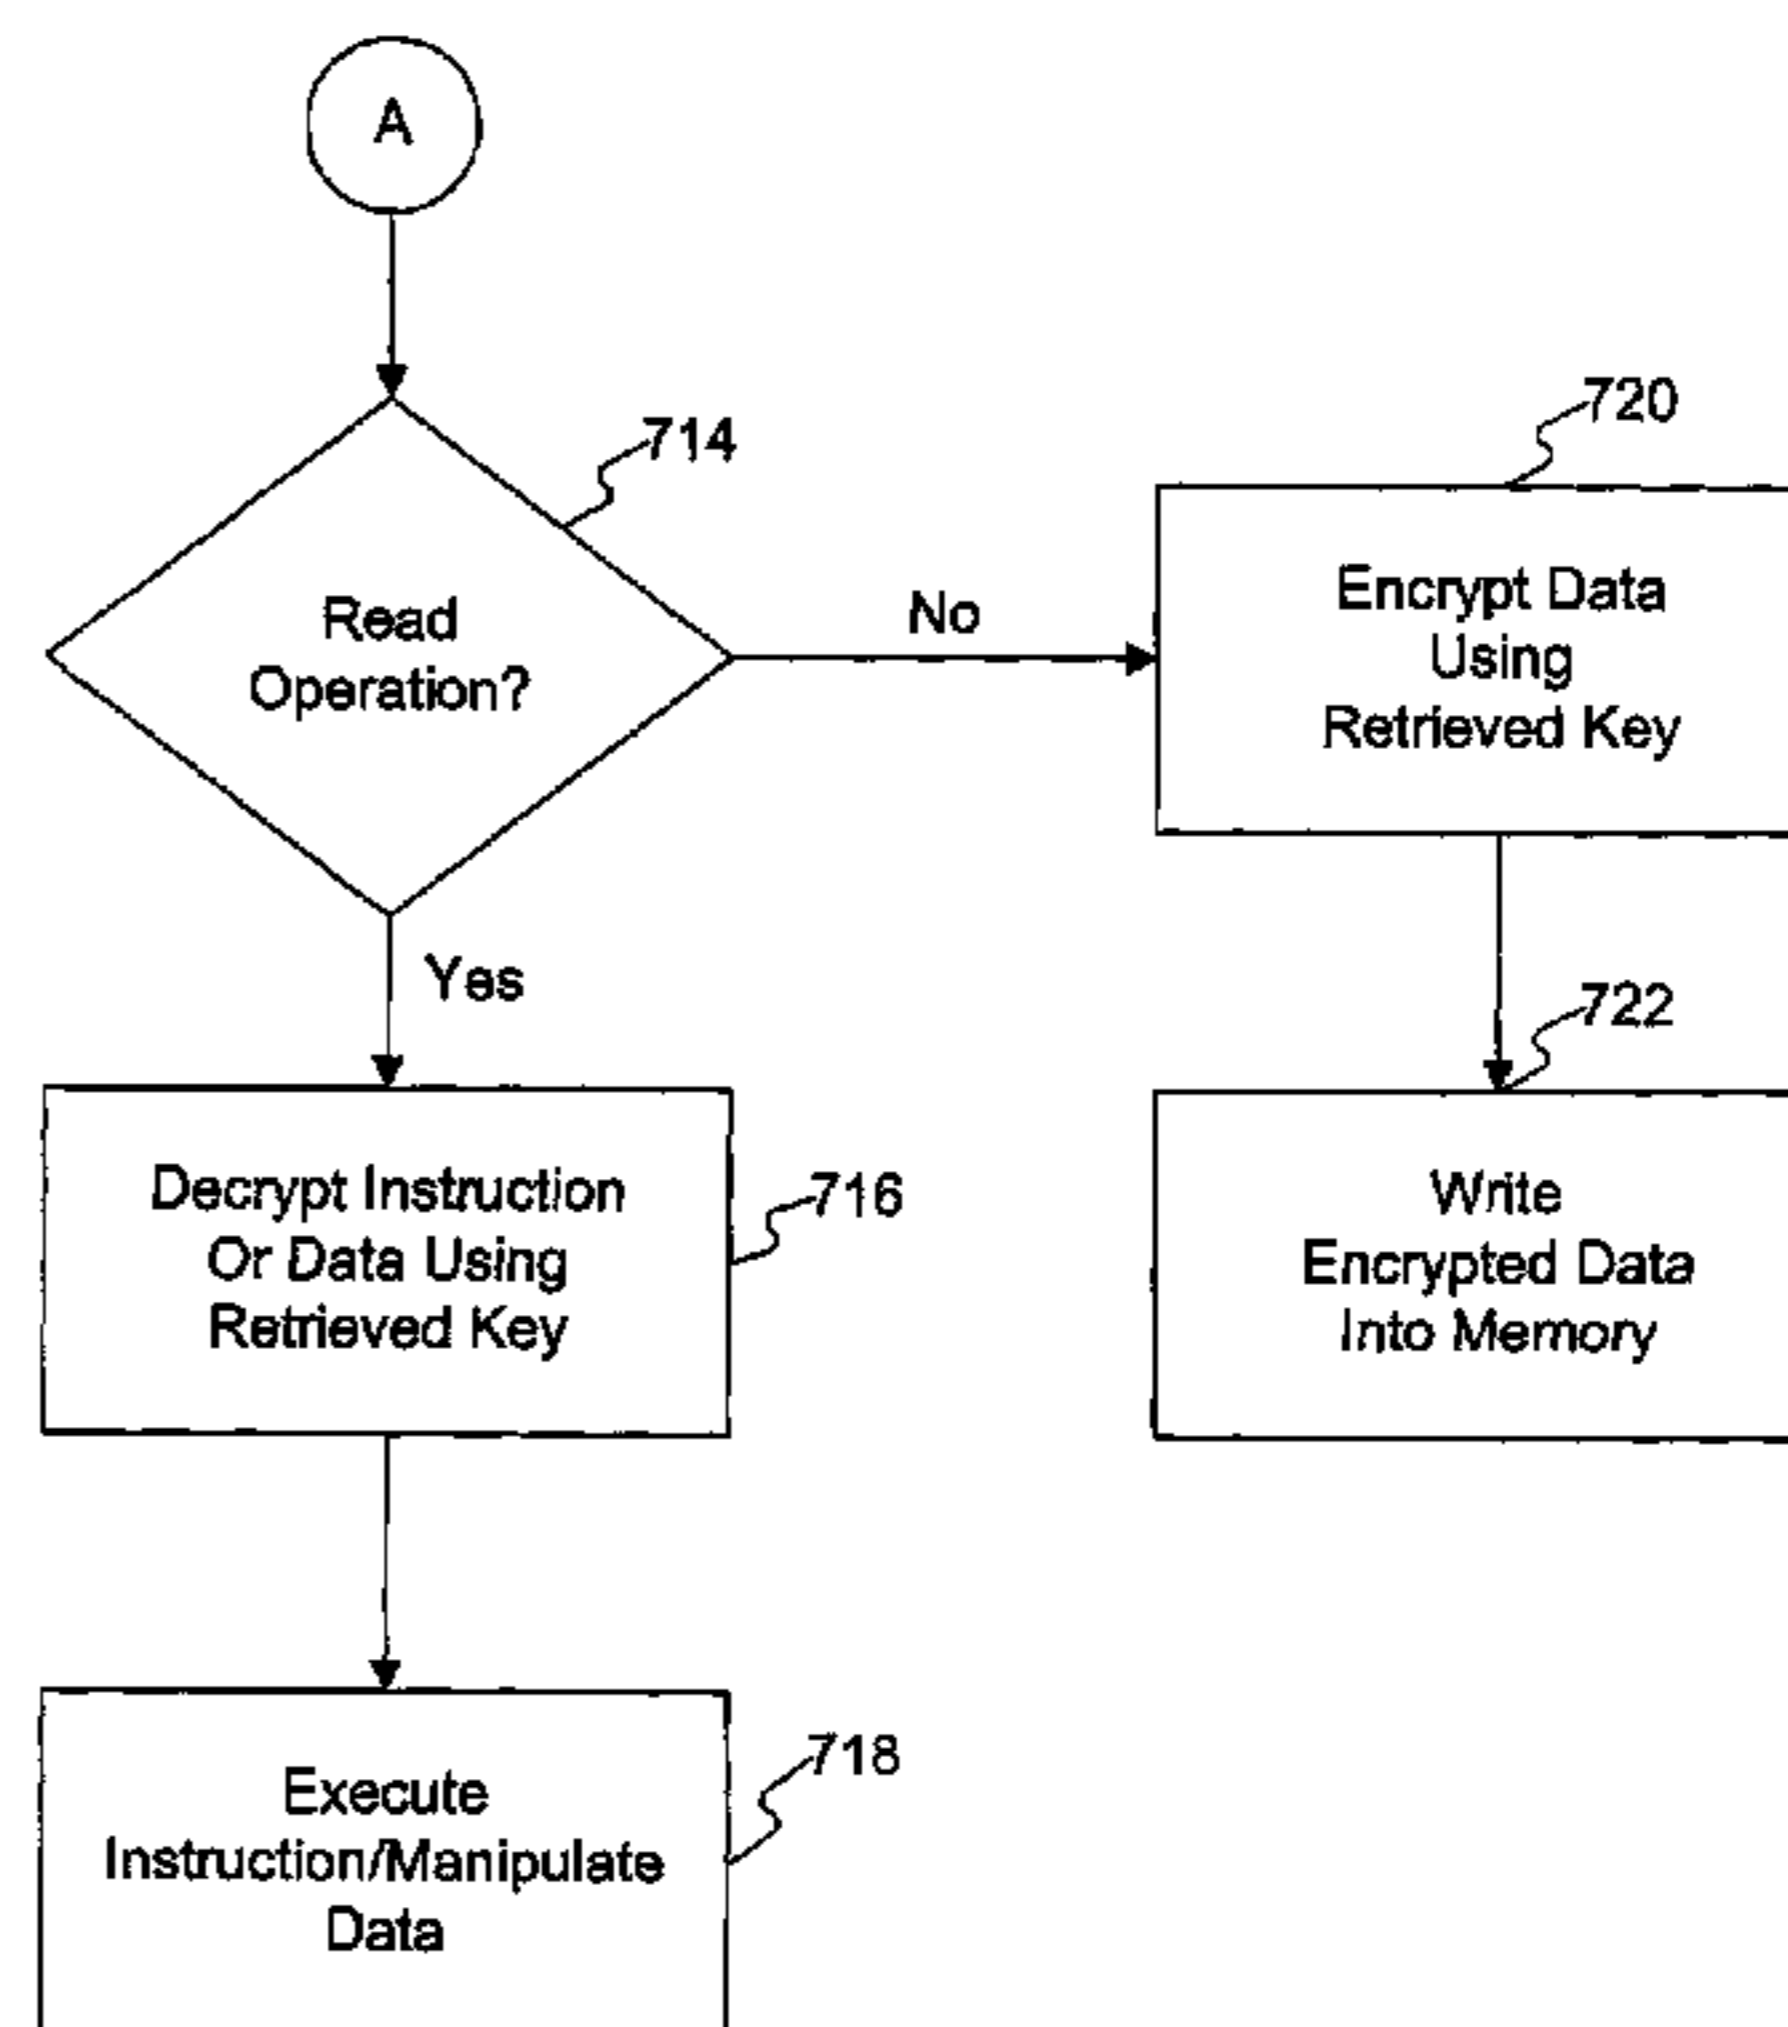 A
714
Read
Operation?
No
720
Encrypt Data
Using
Retrieved Key
Yes
716
Decrypt Instruction
Or Data Using
Retrieved Key
722
Write
Encrypted Data
Into Memory
718
Execute
Instruction/Manipulate
Data